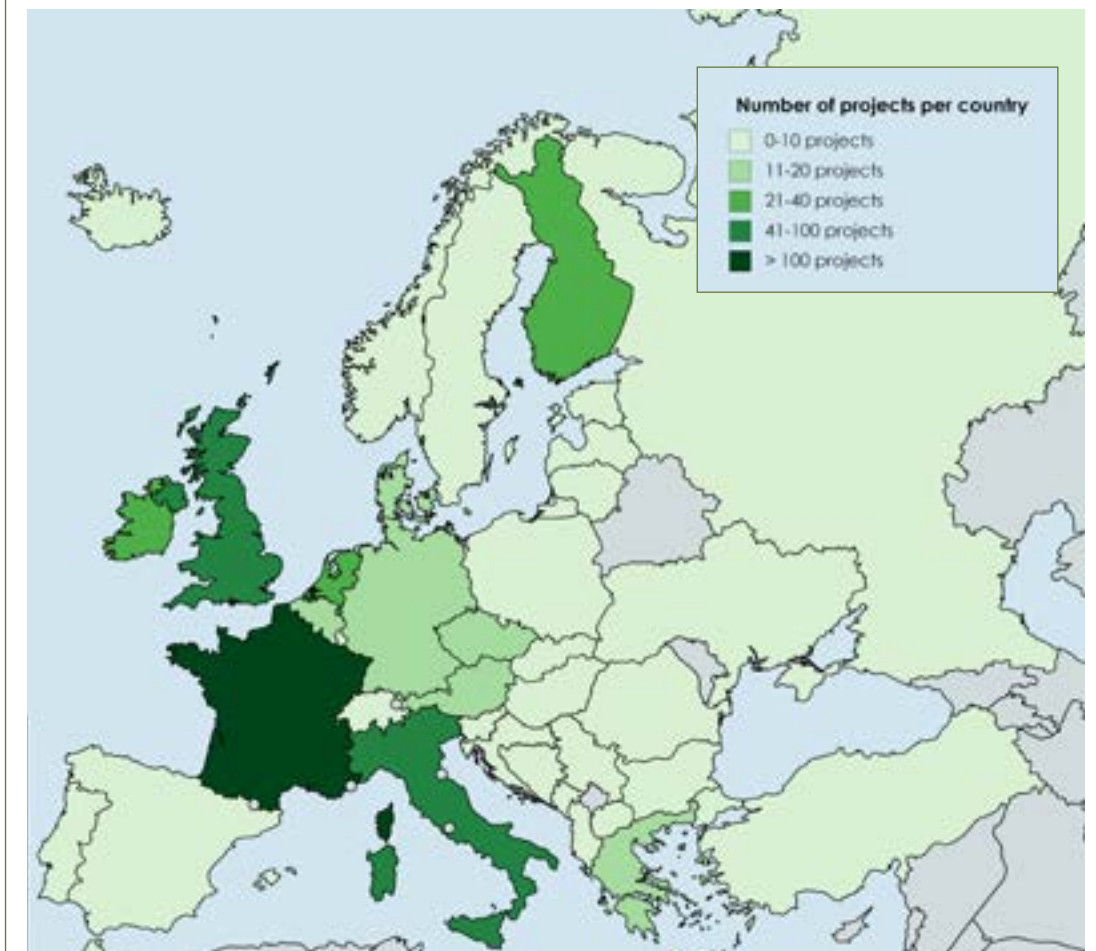 Number of projects per country
0-10 projects
11-20 projects
21-40 projects
41-100 projects
> 100 projects